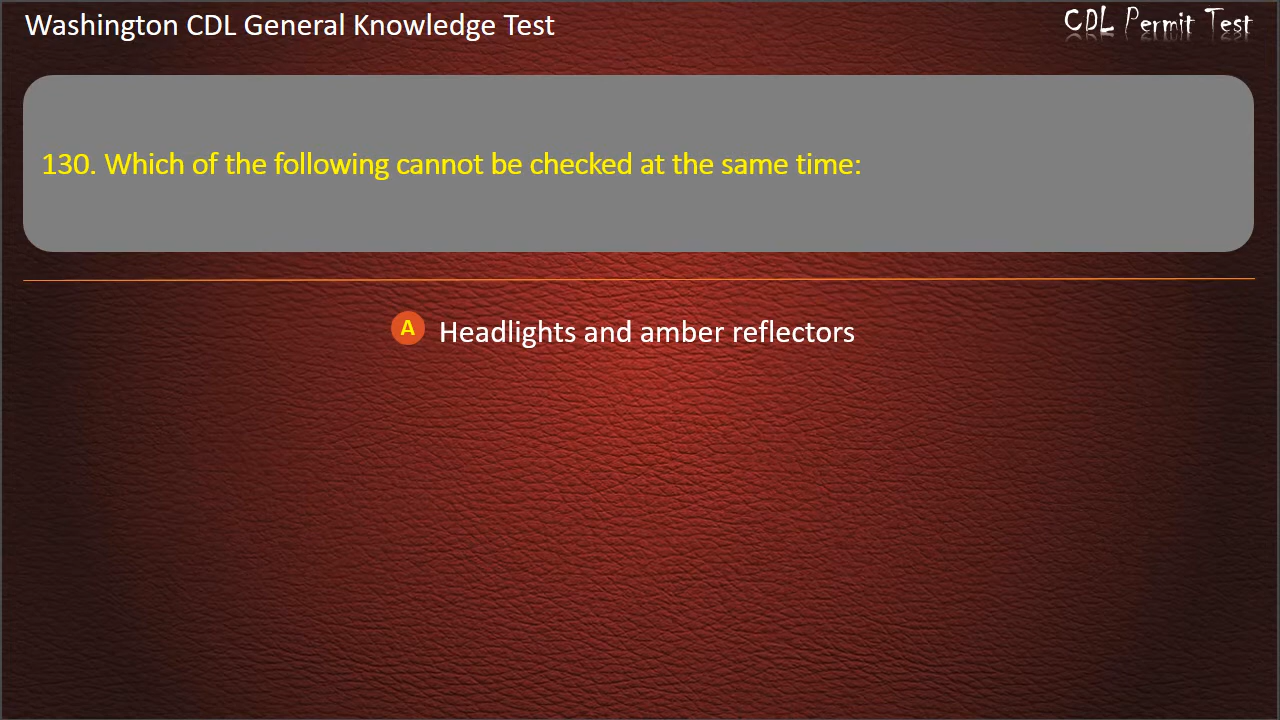 Washington CDL General Knowledge Test
CDL Permit Test
130. Which of the following cannot be checked at the same time:
A Headlights and amber reflectors